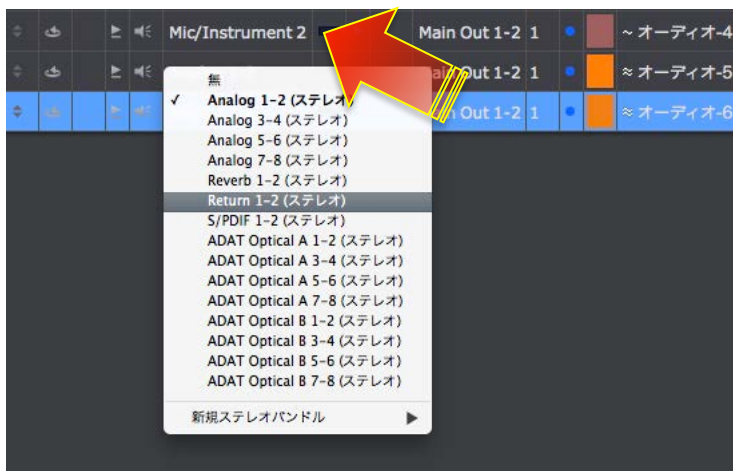 Mic/Instrument 2 Main Out 1-2 1 ~ オーディオ-4
Out 1-2 1 ≈ オーディオ-5
Out 1-2 1 ≈ オーディオ-6
無
✓ Analog 1-2 (ステレオ)
Analog 3-4 (ステレオ)
Analog 5-6 (ステレオ)
Analog 7-8 (ステレオ)
Reverb 1-2 (ステレオ)
Return 1-2 (ステレオ)
S/PDIF 1-2 (ステレオ)
ADAT Optical A 1-2 (ステレオ)
ADAT Optical A 3-4 (ステレオ)
ADAT Optical A 5-6 (ステレオ)
ADAT Optical A 7-8 (ステレオ)
ADAT Optical B 1-2 (ステレオ)
ADAT Optical B 3-4 (ステレオ)
ADAT Optical B 5-6 (ステレオ)
ADAT Optical B 7-8 (ステレオ)
新規ステレオバンドル